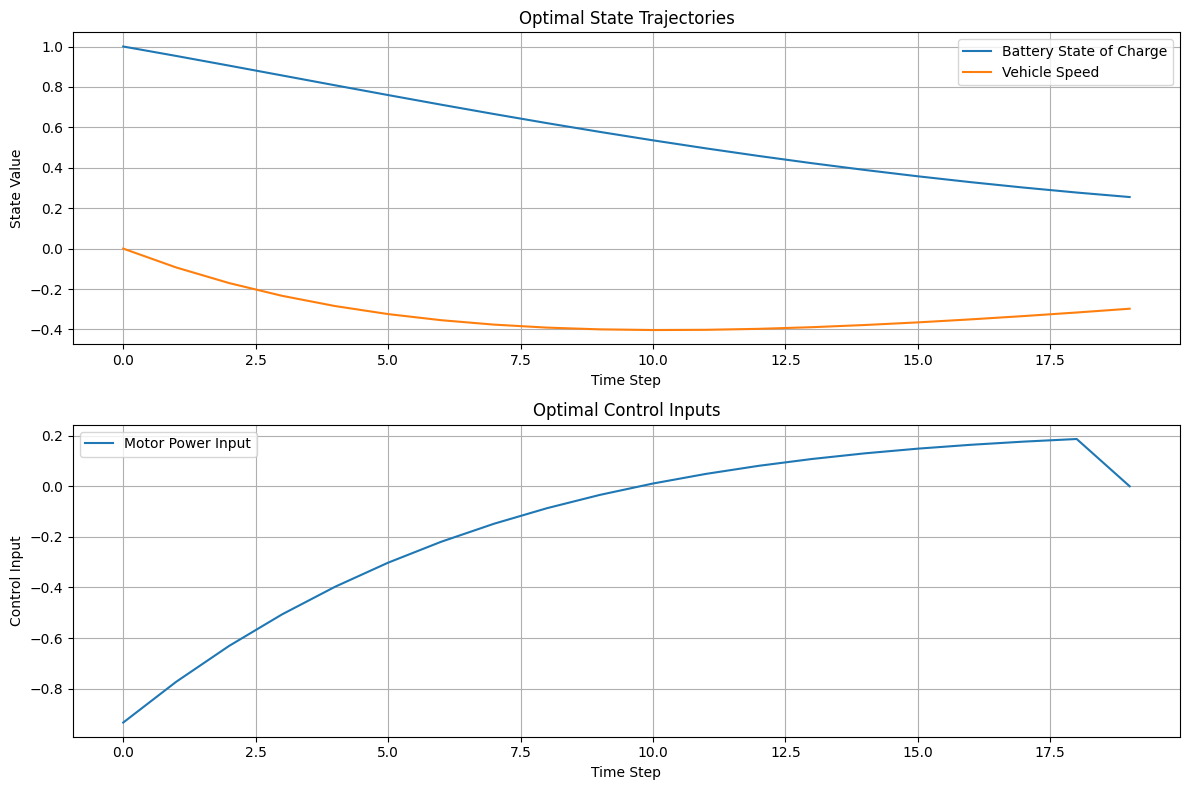 Optimal State Trajectories
State Value
1.0
0.8
0.6
0.4
0.2
0.0
−0.2
−0.4
Battery State of Charge
Vehicle Speed
0.0 2.5 5.0 7.5 10.0 12.5 15.0 17.5
Time Step
Optimal Control Inputs
Control Input
0.2
0.0
−0.2
−0.4
−0.6
−0.8
Motor Power Input
0.0 2.5 5.0 7.5 10.0 12.5 15.0 17.5
Time Step